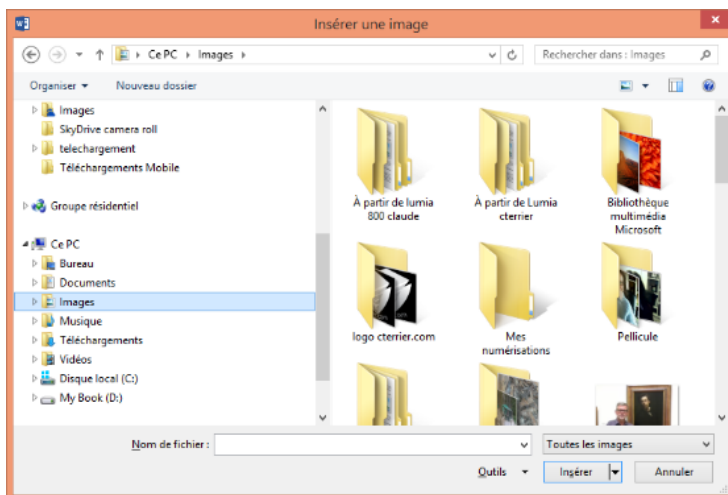 Insérer une image
Ce PC
Images
Rechercher dans : Images
Organiser
Nouveau dossier
Images
SkyDrive camera roll
telechargement
Téléchargements Mobile
Groupe résidentiel
Ce PC
Bureau
Documents
Images
Musique
Téléchargements
Vidéos
Disque local (C:)
My Book (D:)
À partir de lumia
800 claude
À partir de Lumia
cterrier
Bibliothèque
multimédia
Microsoft
logo cterrier.com
Mes
numérisations
Pellicule
Nom de fichier :
Toutes les images
Outils
Insérer
Annuler